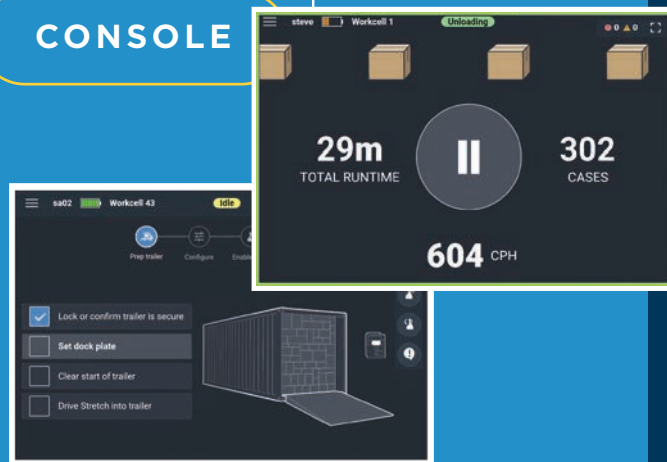 CONSOLE
steve Workcell 1 Unloading 0 0
29m
TOTAL RUNTIME
302
CASES
604 CPH
sa02 Workcell 43 Idle
Prep trailer Configure
Lock or confirm trailer is secure
Set dock plate
Clear start of trailer
Drive Stretch into trailer